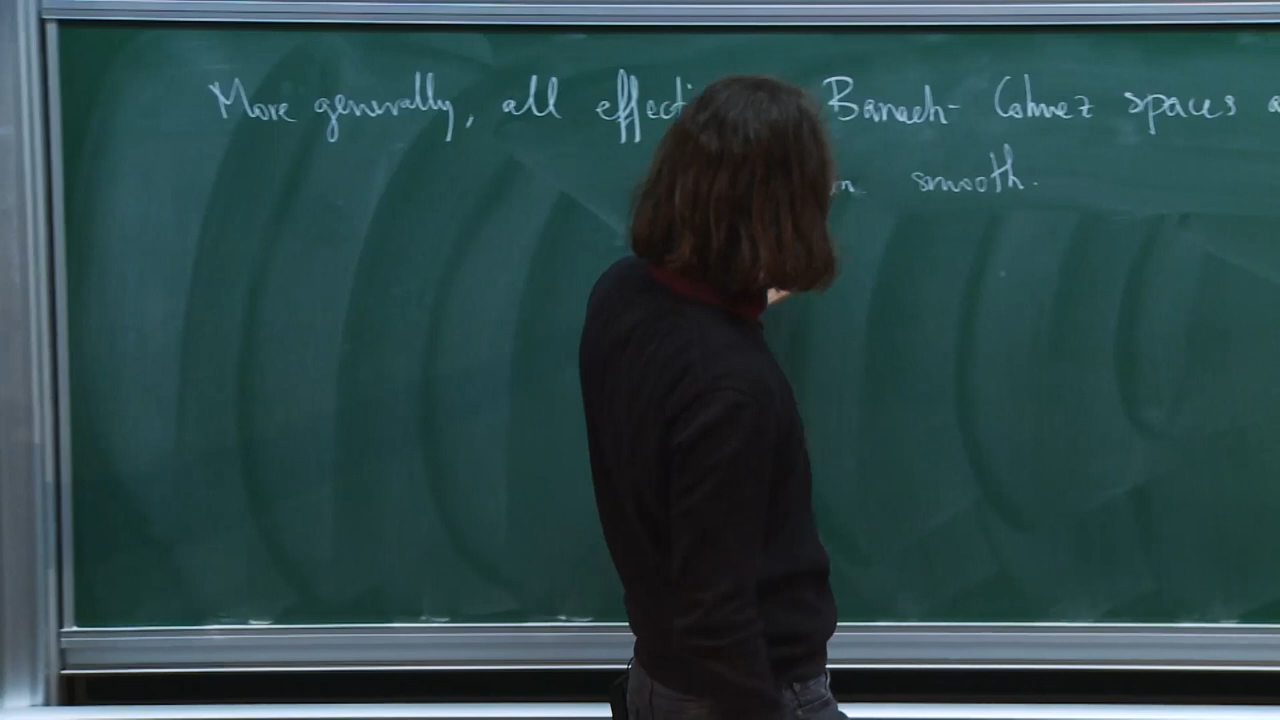 More generally, all effecti Banach-Colmez spaces a
n smooth.